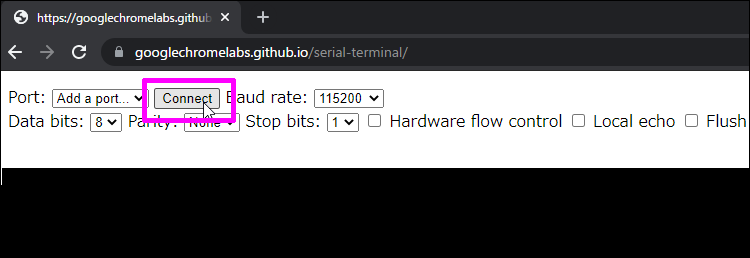 https://googlechromelabs.github
googlechromelabs.github.io/serial-terminal/
Port: Add a port... Connect Baud rate: 115200
Data bits: 8 Parity: None Stop bits: 1 Hardware flow control Local echo Flush